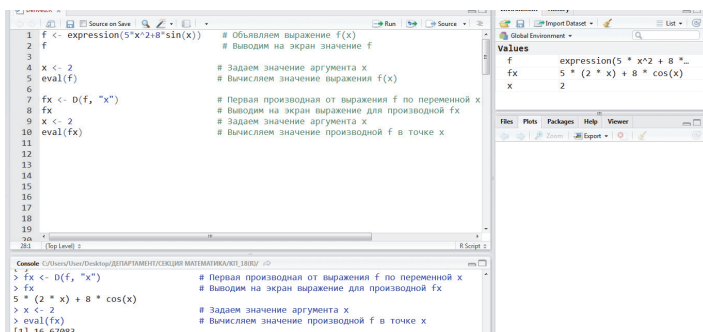 Source on Save
Run
Source
1 f <- expression(5*x^2+8*sin(x)) # Объявляем выражение f(x)
2 f # Выводим на экран значение f
3
4 x <- 2 # Задаем значение аргумента x
5 eval(f) # Вычисляем значение выражения f(x)
6
7 fx <- D(f, "x") # Первая производная от выражения f по переменной x
8 fx # Выводим на экран выражение для производной fx
9 x <- 2 # Задаем значение аргумента x
10 eval(fx) # Вычисляем значение производной f в точке x
11
12
13
14
15
16
17
18
19
20
28:1 (Top Level) R Script
Console C:/Users/User/Desktop/ДЕПАРТАМЕНТ/СЕКЦИЯ МАТЕМАТИКА/КП_18(R)/
> fx <- D(f, "x") # Первая производная от выражения f по переменной x
> fx # Выводим на экран выражение для производной fx
5 * (2 * x) + 8 * cos(x)
> x <- 2 # Задаем значение аргумента x
> eval(fx) # Вычисляем значение производной f в точке x
[1] 16.67083
Import Dataset List
Global Environment
Values
f expression(5 * x^2 + 8 *…
fx 5 * (2 * x) + 8 * cos(x)
x 2
Files Plots Packages Help Viewer
Zoom Export